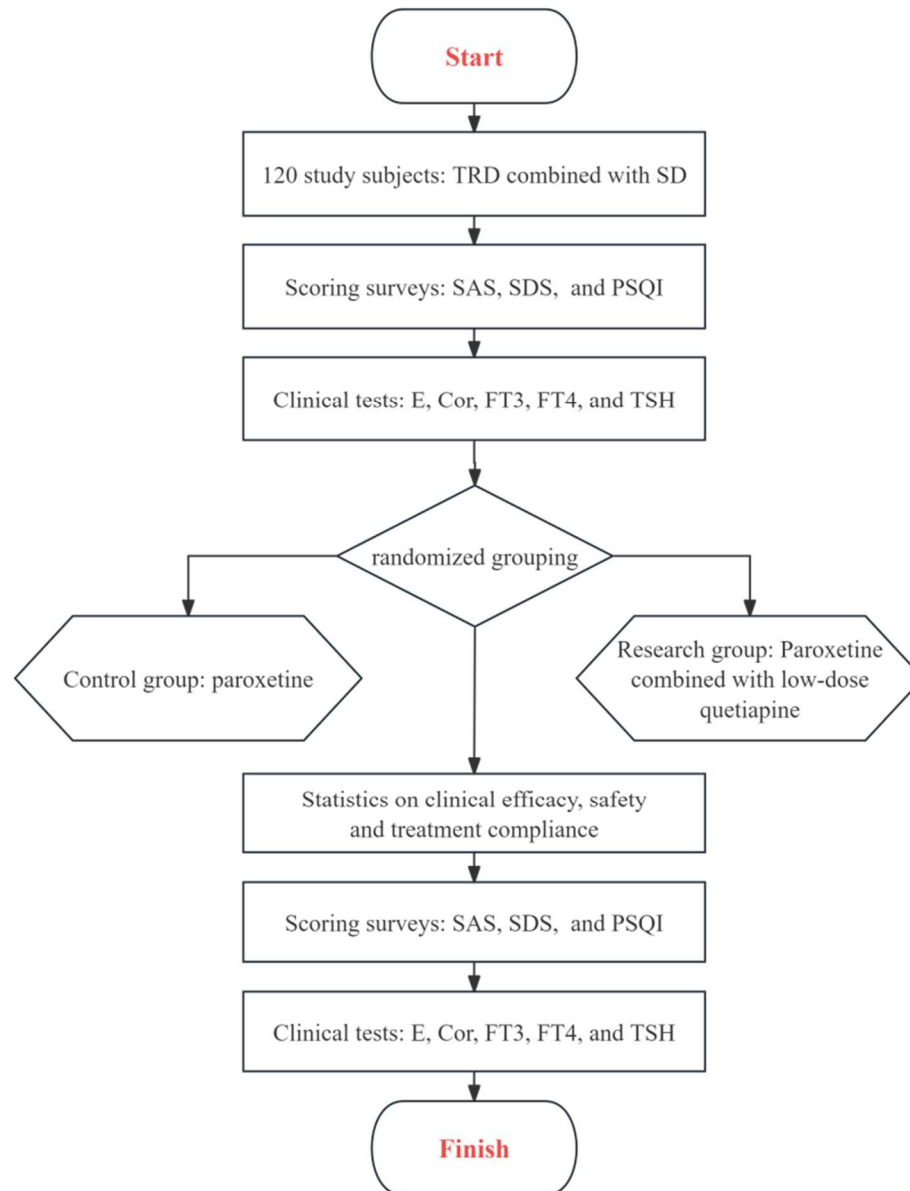 Start
120 study subjects: TRD combined with SD
Scoring surveys: SAS, SDS, and PSQI
Clinical tests: E, Cor, FT3, FT4, and TSH
randomized grouping
Control group: paroxetine
Research group: Paroxetine
combined with low-dose
quetiapine
Statistics on clinical efficacy, safety
and treatment compliance
Scoring surveys: SAS, SDS, and PSQI
Clinical tests: E, Cor, FT3, FT4, and TSH
Finish